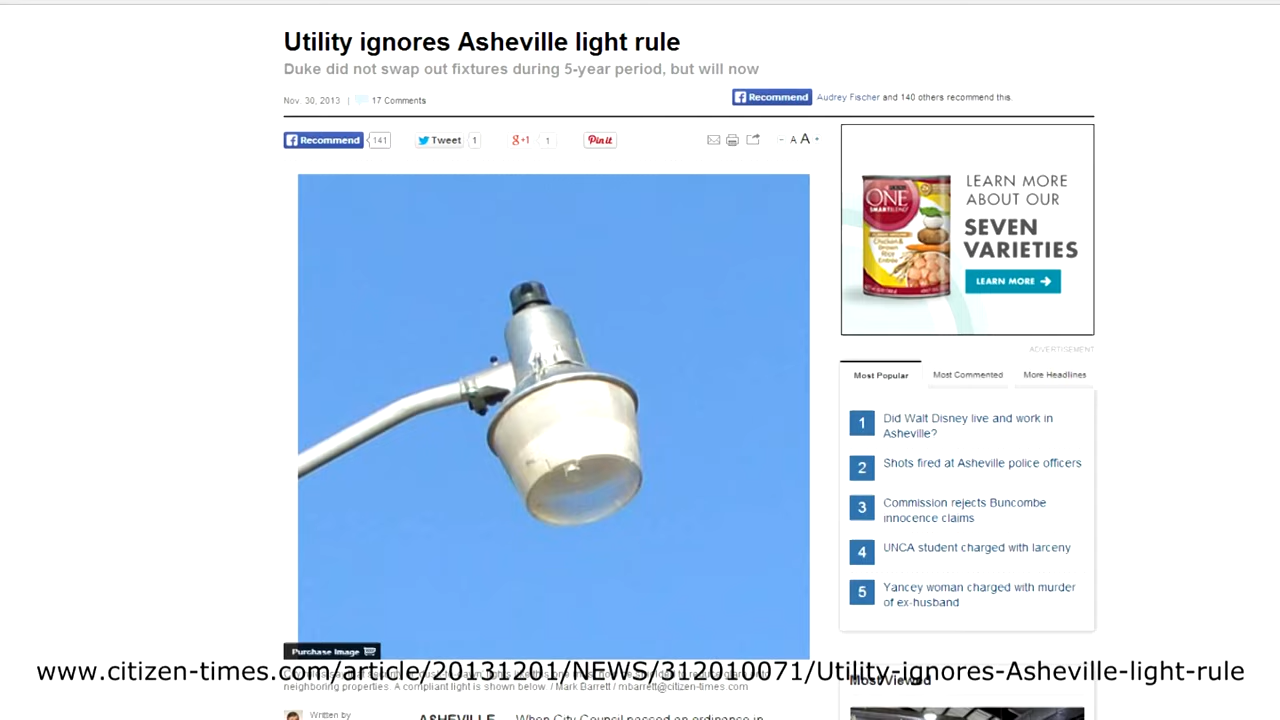 Utility ignores Asheville light rule
Duke did not swap out fixtures during 5-year period, but will now
Nov. 30, 2013 | 17 Comments
Recommend Audrey Fischer and 140 others recommend this.
Recommend 141 Tweet 1 g+1 1 Pin it
- A A +
ONE
SMARTBLEND
Chicken &
Brown
Rice
Entrée
LEARN MORE
ABOUT OUR
SEVEN
VARIETIES
LEARN MORE
ADVERTISEMENT
Most Popular Most Commented More Headlines
1 Did Walt Disney live and work in
Asheville?
2 Shots fired at Asheville police officers
3 Commission rejects Buncombe
innocence claims
4 UNCA student charged with larceny
5 Yancey woman charged with murder
of ex-husband
Purchase Image
www.citizen-times.com/article/20131201/NEWS/312010071/Utility-ignores-Asheville-light-rule
neighboring properties. A compliant light is shown below / Mark Barrett / mbarrett@citizen-times.com
Most Viewed
Written by
ASHEVILLE When City Council passed an ordinance in